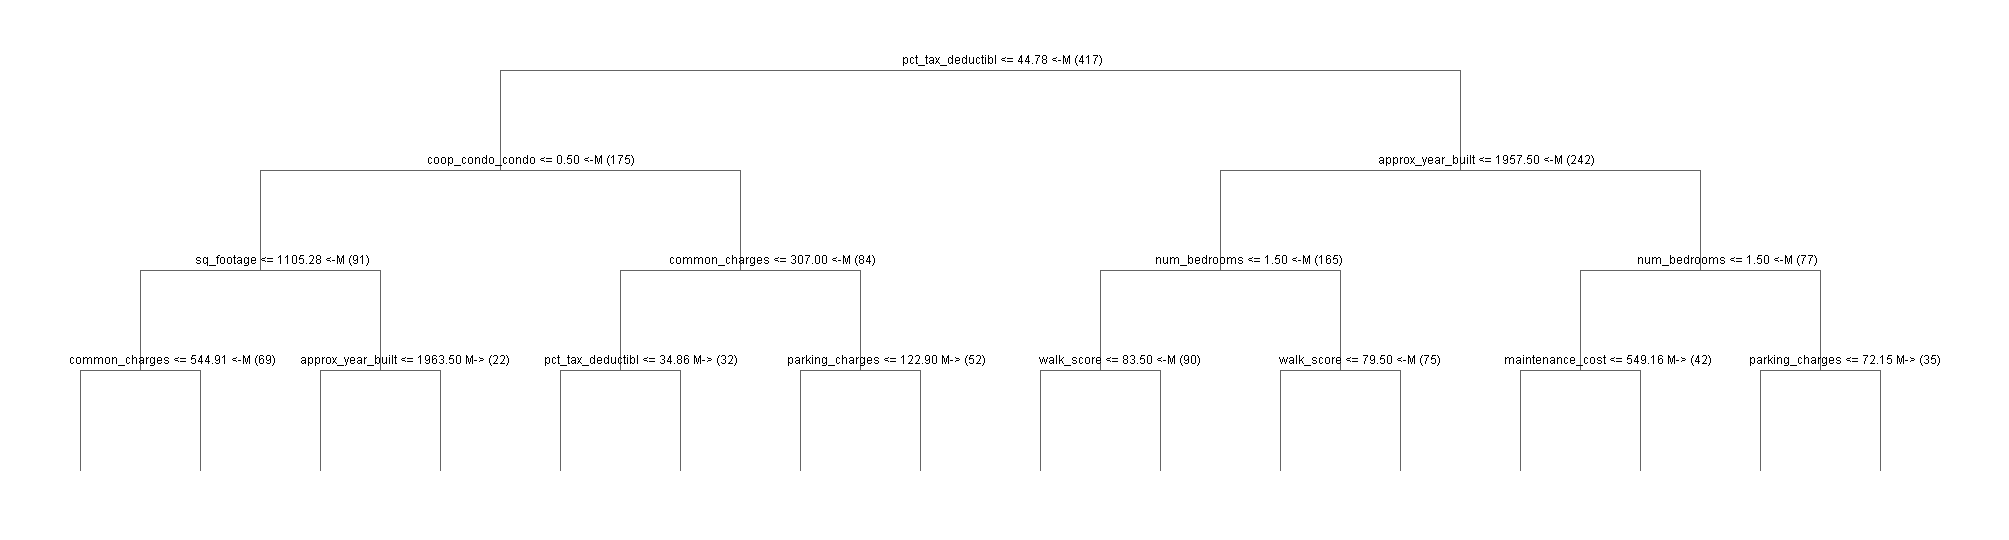 pct_tax_deductibl <= 44.78 <-M (417)
coop_condo_condo <= 0.50 <-M (175)
approx_year_built <= 1957.50 <-M (242)
sq_footage <= 1105.28 <-M (91)
common_charges <= 307.00 <-M (84)
num_bedrooms <= 1.50 <-M (165)
num_bedrooms <= 1.50 <-M (77)
common_charges <= 544.91 <-M (69)
approx_year_built <= 1963.50 M-> (22)
pct_tax_deductibl <= 34.86 M-> (32)
parking_charges <= 122.90 M-> (52)
walk_score <= 83.50 <-M (90)
walk_score <= 79.50 <-M (75)
maintenance_cost <= 549.16 M-> (42)
parking_charges <= 72.15 M-> (35)